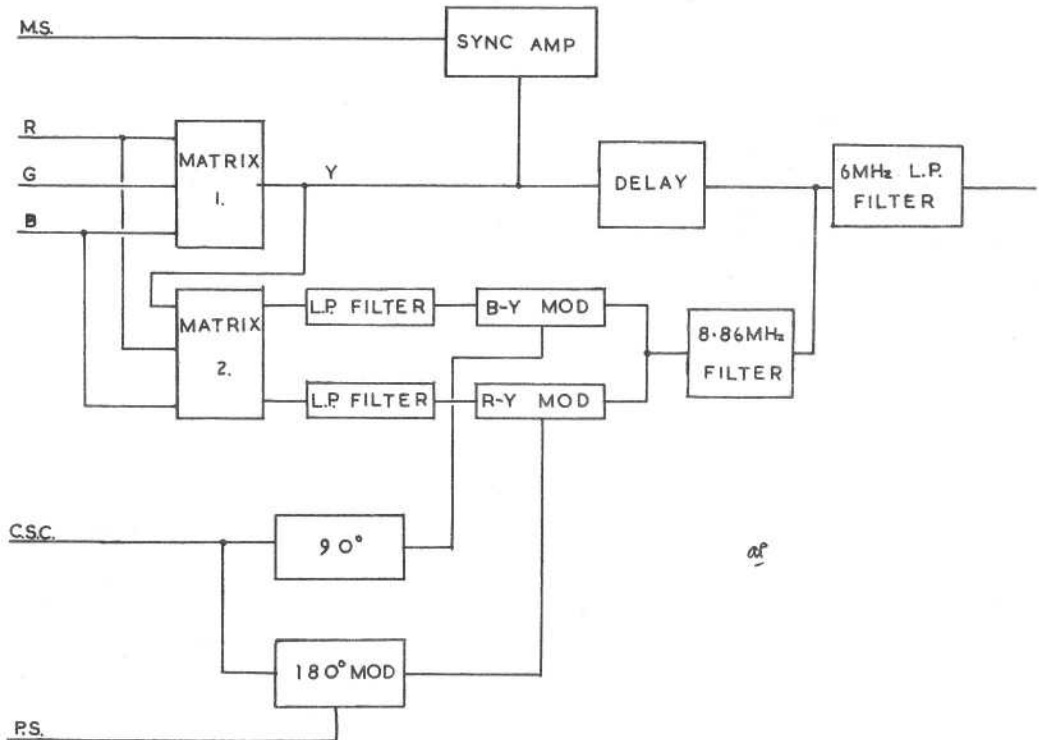 M.S.
SYNC AMP
R
G
B
MATRIX
1.
Y
DELAY
6MHz L.P.
FILTER
MATRIX
2.
L.P. FILTER
B-Y MOD
8·86MHz
FILTER
L.P. FILTER
R-Y MOD
C.S.C.
90°
180° MOD
P.S.